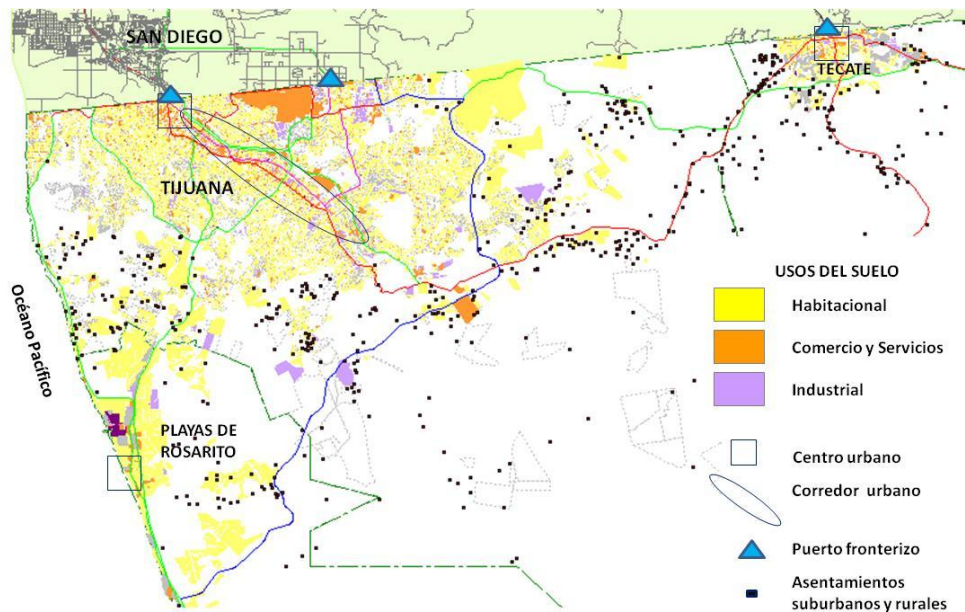 SAN DIEGO
TECATE
TIJUANA
Océano Pacífico
PLAYAS DE
ROSARITO
USOS DEL SUELO
Habitacional
Comercio y Servicios
Industrial
Centro urbano
Corredor urbano
Puerto fronterizo
Asentamientos
suburbanos y rurales